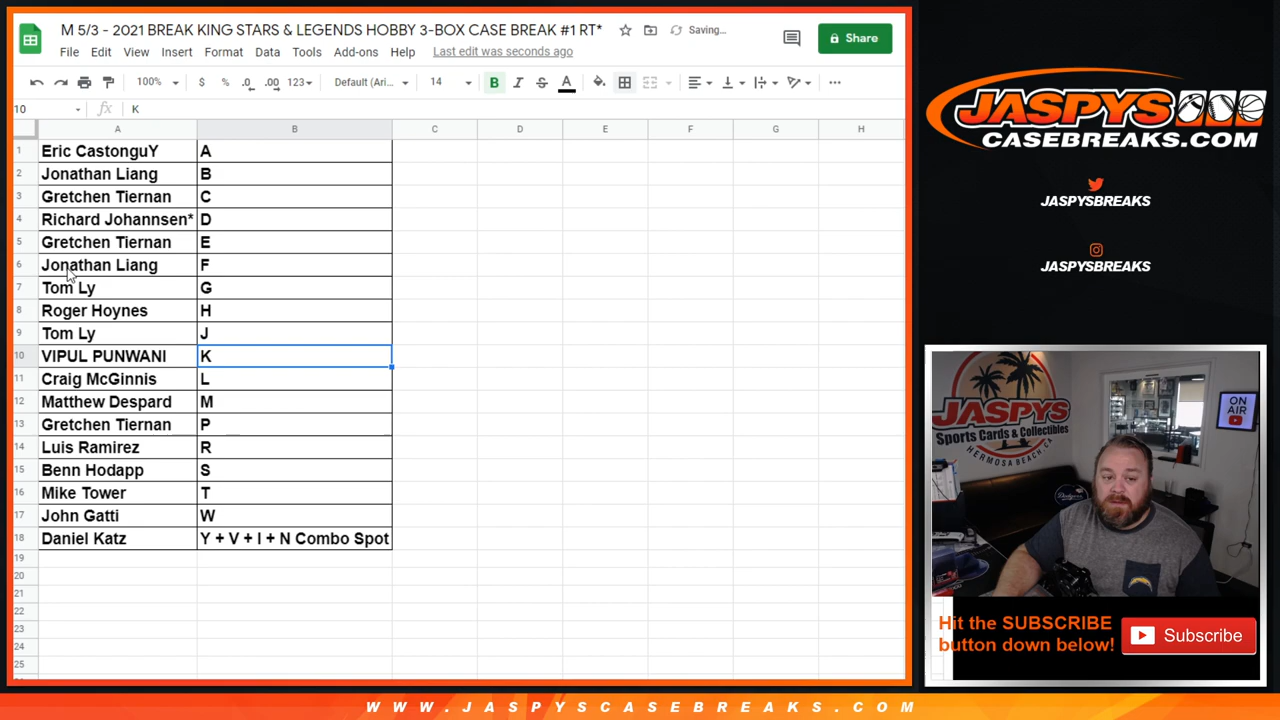 M 5/3 - 2021 BREAK KING STARS & LEGENDS HOBBY 3-BOX CASE BREAK #1 RT*
Saving...
Share
File Edit View Insert Format Data Tools Add-ons Help Last edit was seconds ago
100% $ % .0 .00 123 Default (Ari... 14 B I S A
10 fx K
A B C D E F G H
1 Eric CastonguY A
2 Jonathan Liang B
3 Gretchen Tiernan C
4 Richard Johannsen* D
5 Gretchen Tiernan E
6 Jonathan Liang F
7 Tom Ly G
8 Roger Hoynes H
9 Tom Ly J
10 VIPUL PUNWANI K
11 Craig McGinnis L
12 Matthew Despard M
13 Gretchen Tiernan P
14 Luis Ramirez R
15 Benn Hodapp S
16 Mike Tower T
17 John Gatti W
18 Daniel Katz Y + V + I + N Combo Spot
19
20
21
22
23
24
25
JASPYS
CASEBREAKS.COM
JASPYSBREAKS
JASPYSBREAKS
JASPYS
Sports Cards & Collectibles
HERMOSA BEACH, CA
ON
AIR
Dodgers
Hit the SUBSCRIBE
button down below!
Subscribe
WWW.JASPYSCASEBREAKS.COM